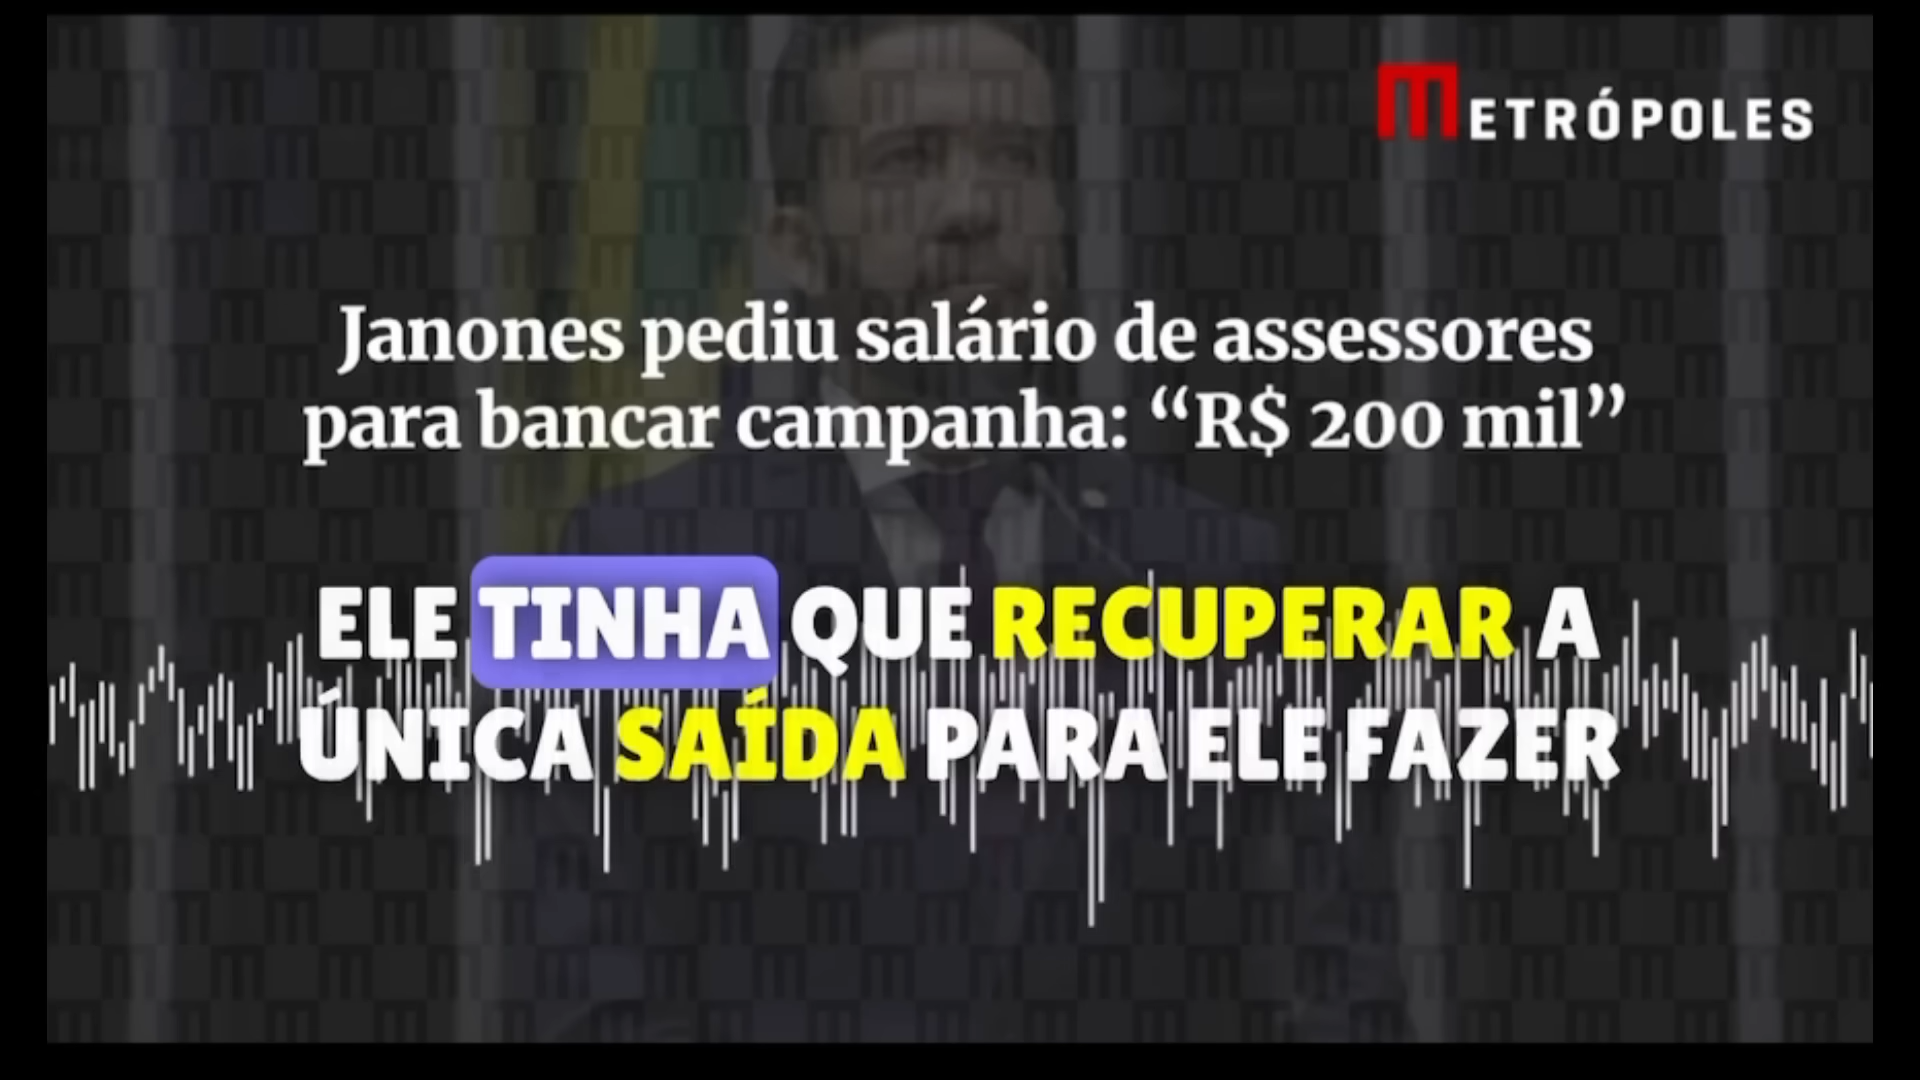 METRÓPOLES
Janones pediu salário de assessores
para bancar campanha: “R$ 200 mil”
ELE TINHA QUE RECUPERAR A
ÚNICA SAÍDA PARA ELE FAZER